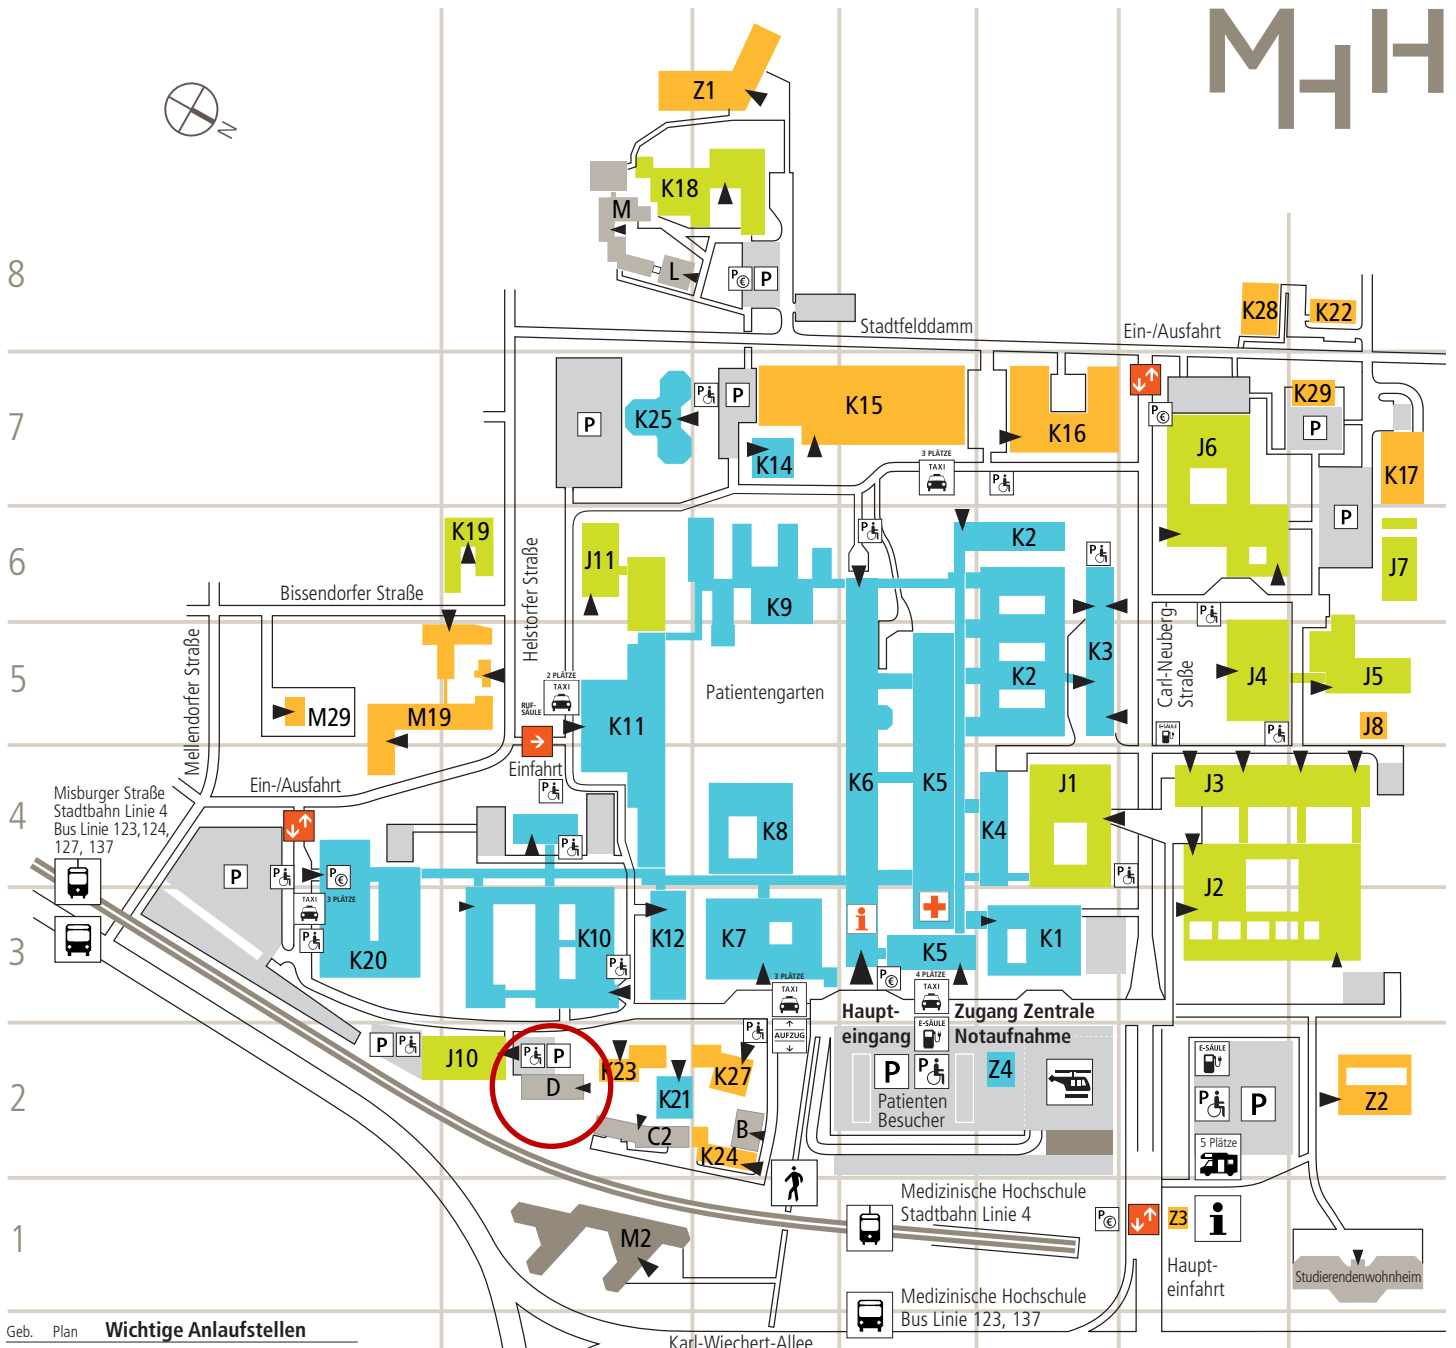 MHH
N
Z1
K18
M
L
P€
P
8
Stadtfelddamm
Ein-/Ausfahrt
K28
K22
7
P
K25
P
P
K15
K14
K16
P€
K29
P
J6
K17
3 PLÄTZE
TAXI
P
P
P
6
K19
J11
K9
P
K2
P
J7
Bissendorfer Straße
Helstorfer Straße
Mellendorfer Straße
5
M29
M19
2 PLÄTZE
TAXI
RUF-
SÄULE
K11
Patientengarten
K2
K3
Carl-Neuberg-
Straße
P
J4
J5
J8
E-SÄULE
P
Einfahrt
P
Ein-/Ausfahrt
Misburger Straße
Stadtbahn Linie 4
Bus Linie 123,124,
127, 137
4
K8
K6
K5
K4
J1
J3
P
P
P
P€
P
3 PLÄTZE
TAXI
J2
3
P
K20
K10
P
K12
K7
i
K5
K1
3 PLÄTZE
TAXI
P€
4 PLÄTZE
TAXI
AUFZUG
Haupt-
eingang
Zugang Zentrale
Notaufnahme
E-SÄULE
P
P
J10
P
P
D
K23
K21
K27
P
C2
B
K24
P
P
Patienten
Besucher
Z4
E-SÄULE
P
P
5 Plätze
Z2
2
1
M2
Medizinische Hochschule
Stadtbahn Linie 4
P€
Z3
i
Haupt-
einfahrt
Studierendenwohnheim
Medizinische Hochschule
Bus Linie 123, 137
Karl-Wiechert-Allee
Geb. Plan Wichtige Anlaufstellen